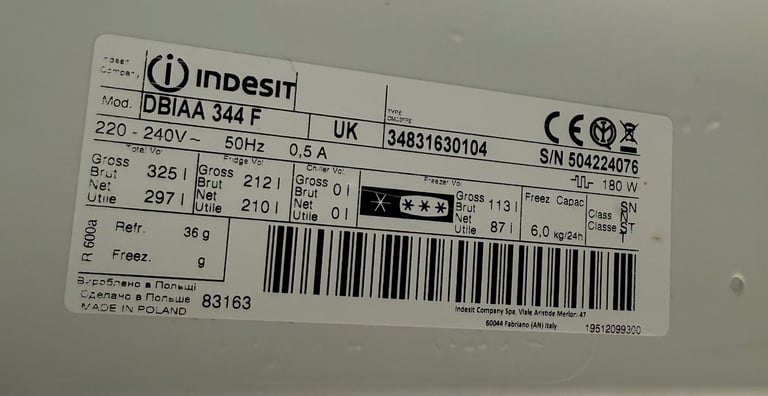 Indesit
Company
INDESIT
Mod.
DBIAA 344 F
UK
TYPE
34831630104
S/N 504224076
220 - 240V ~ 50Hz 0,5 A
180 W
Total Vol
Gross
Brut 325 l
Net
Utile 297 l
Fridge Vol
Gross
Brut 212 l
Net
Utile 210 l
Chiller Vol
Gross
Brut 0 l
Net
Utile 0 l
Freezer Vol
Gross
Brut 113 l
Net
Utile 87 l
Freez Capac
6,0 kg/24h
Class
Classe
SN
N
ST
T
R 600a
Refr. 36 g
Freez. g
Вироблено в Польщі
Сделано в Польше 83163
MADE IN POLAND
Indesit Company Spa. Viale Aristide Merloni 47
60044 Fabriano (AN) Italy
19512099300